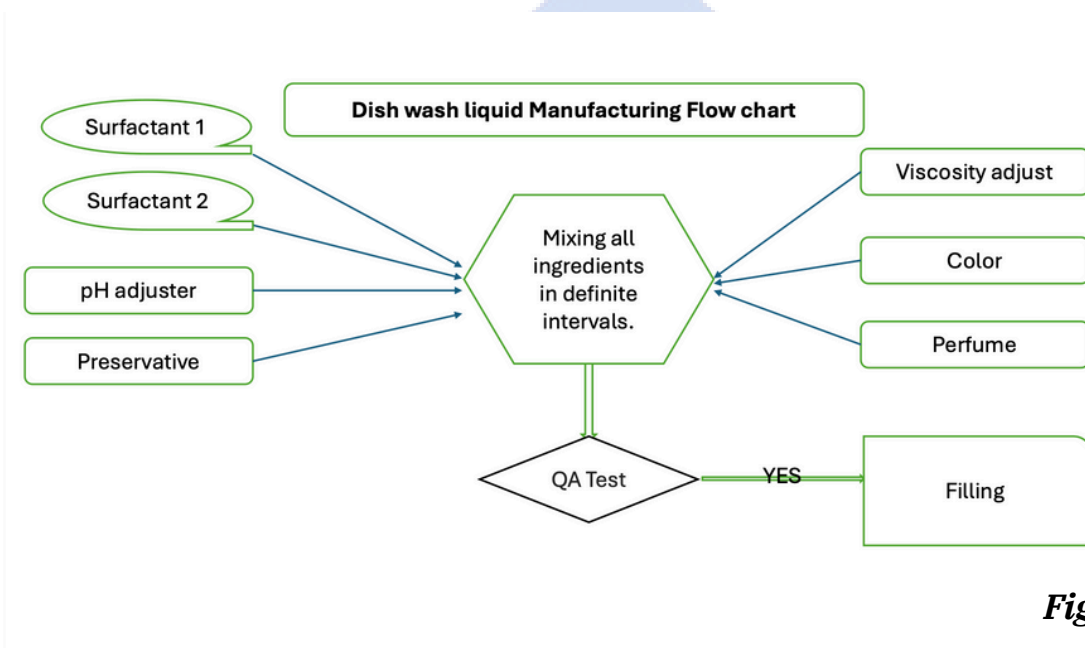 Dish wash liquid Manufacturing Flow chart
Surfactant 1
Surfactant 2
pH adjuster
Preservative
Mixing all
ingredients
in definite
intervals.
Viscosity adjust
Color
Perfume
QA Test
YES
Filling
Fig